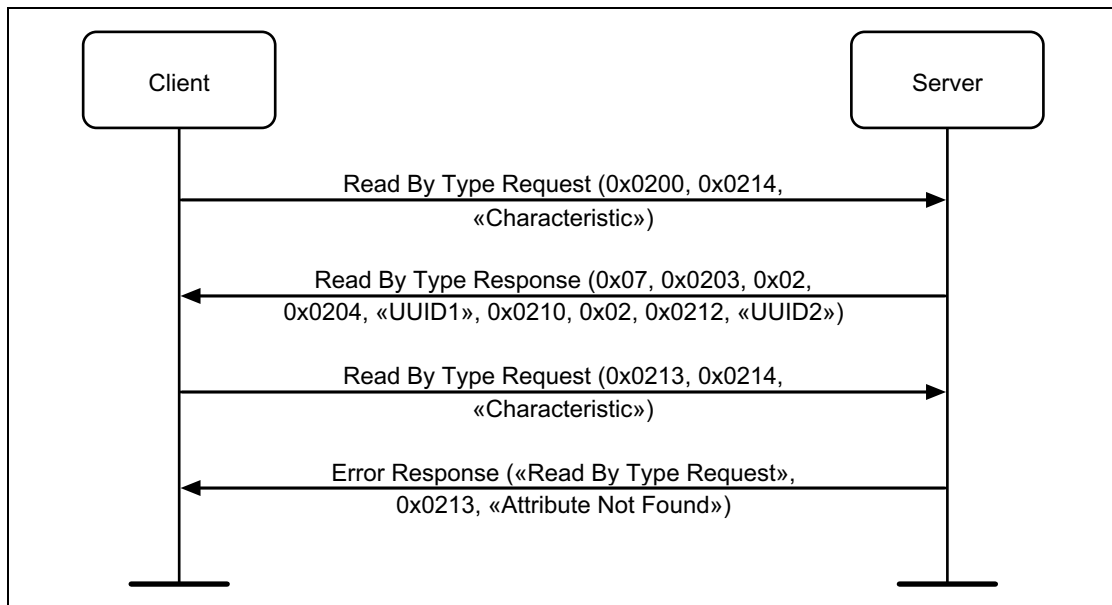 Client
Server
Read By Type Request (0x0200, 0x0214,
«Characteristic»)
Read By Type Response (0x07, 0x0203, 0x02,
0x0204, «UUID1», 0x0210, 0x02, 0x0212, «UUID2»)
Read By Type Request (0x0213, 0x0214,
«Characteristic»)
Error Response («Read By Type Request»,
0x0213, «Attribute Not Found»)